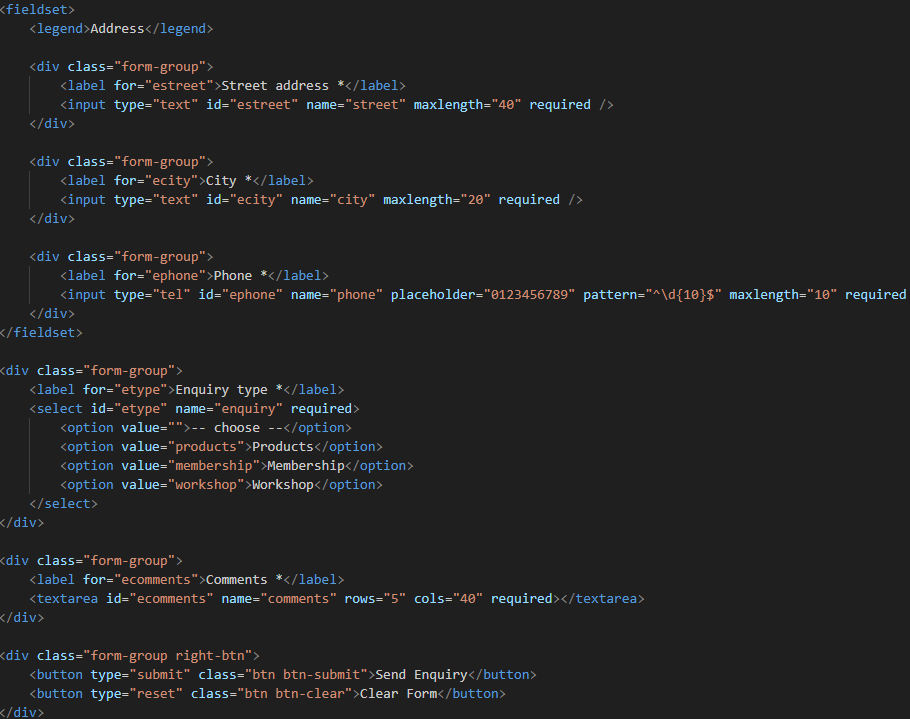 <fieldset>
    <legend>Address</legend>

    <div class="form-group">
        <label for="estreet">Street address *</label>
        <input type="text" id="estreet" name="street" maxlength="40" required />
    </div>

    <div class="form-group">
        <label for="ecity">City *</label>
        <input type="text" id="ecity" name="city" maxlength="20" required />
    </div>

    <div class="form-group">
        <label for="ephone">Phone *</label>
        <input type="tel" id="ephone" name="phone" placeholder="0123456789" pattern="^\d{10}$" maxlength="10" required
    </div>
</fieldset>

<div class="form-group">
    <label for="etype">Enquiry type *</label>
    <select id="etype" name="enquiry" required>
        <option value="">-- choose --</option>
        <option value="products">Products</option>
        <option value="membership">Membership</option>
        <option value="workshop">Workshop</option>
    </select>
</div>

<div class="form-group">
    <label for="ecomments">Comments *</label>
    <textarea id="ecomments" name="comments" rows="5" cols="40" required></textarea>
</div>

<div class="form-group right-btn">
    <button type="submit" class="btn btn-submit">Send Enquiry</button>
    <button type="reset" class="btn btn-clear">Clear Form</button>
</div>